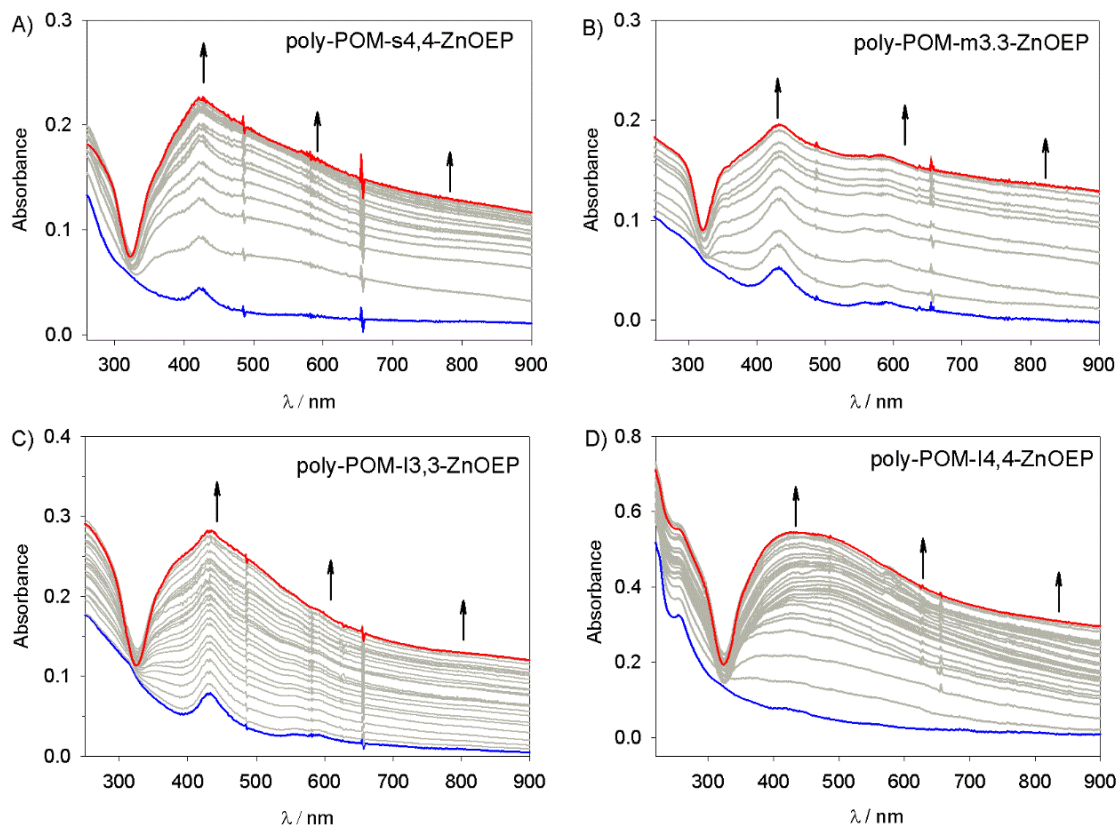 A)
poly-POM-s4,4-ZnOEP
0.3
0.2
0.1
0.0
Absorbance
300 400 500 600 700 800 900
λ / nm
B)
poly-POM-m3.3-ZnOEP
0.3
0.2
0.1
0.0
Absorbance
300 400 500 600 700 800 900
λ / nm
C)
poly-POM-l3,3-ZnOEP
0.4
0.3
0.2
0.1
0.0
Absorbance
300 400 500 600 700 800 900
λ / nm
D)
poly-POM-l4,4-ZnOEP
0.8
0.6
0.4
0.2
0.0
Absorbance
300 400 500 600 700 800 900
λ / nm